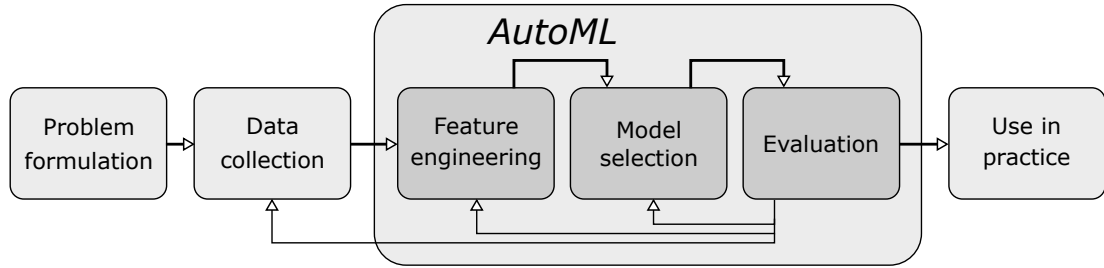 AutoML
Problem
formulation
Data
collection
Feature
engineering
Model
selection
Evaluation
Use in
practice